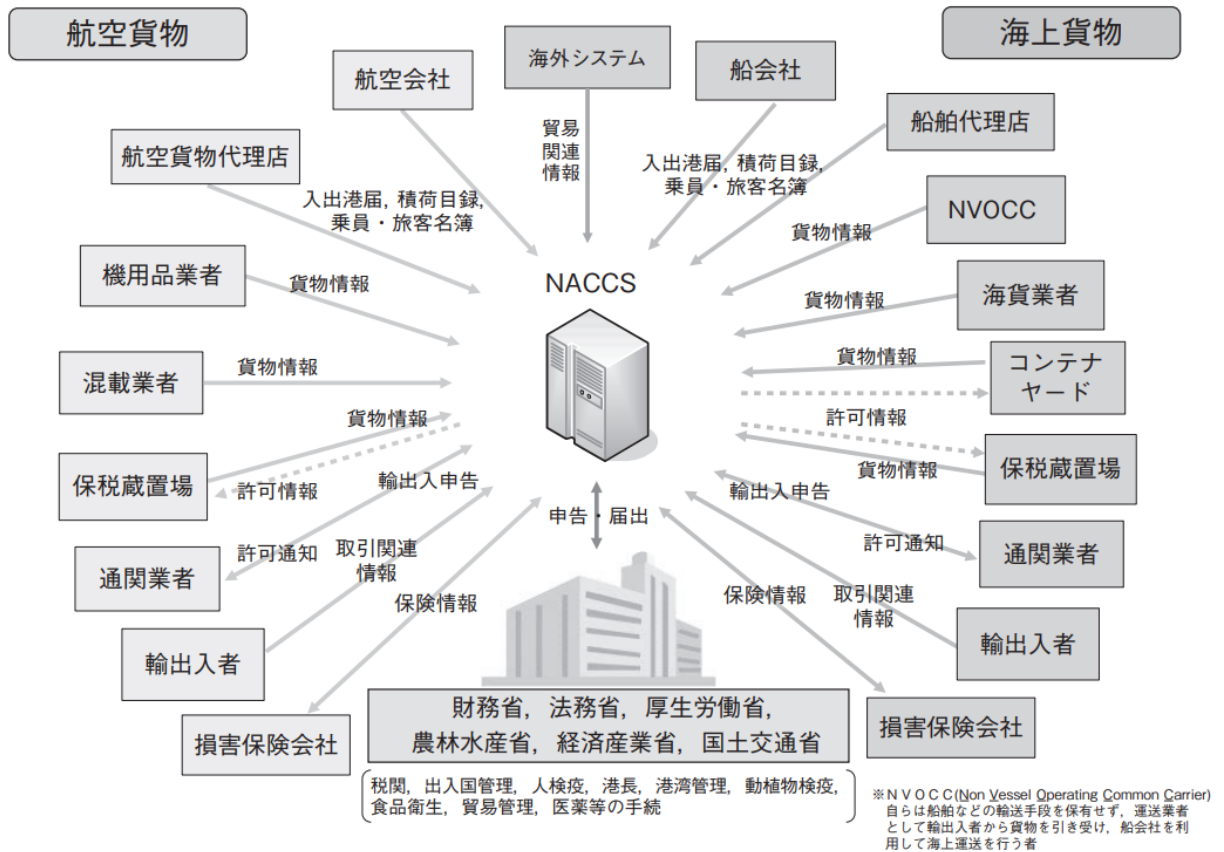 航空貨物
海上貨物
航空会社
海外システム
船会社
航空貨物代理店
船舶代理店
貿易
関連
情報
入出港届, 積荷目録,
乗員・旅客名簿
入出港届, 積荷目録,
乗員・旅客名簿
NVOCC
機用品業者
貨物情報
NACCS
貨物情報
海貨業者
貨物情報
混載業者
貨物情報
貨物情報
コンテナ
ヤード
貨物情報
許可情報
保税蔵置場
許可情報
貨物情報
保税蔵置場
輸出入申告
輸出入申告
申告・届出
通関業者
許可通知
取引関連
情報
許可通知
通関業者
保険情報
保険情報
取引関連
情報
輸出入者
輸出入者
損害保険会社
損害保険会社
財務省, 法務省, 厚生労働省,
農林水産省, 経済産業省, 国土交通省
税関, 出入国管理, 人検疫, 港長, 港湾管理, 動植物検疫,
食品衛生, 貿易管理, 医薬等の手続
※NVOCC(Non Vessel Operating Common Carrier)
自らは船舶などの輸送手段を保有せず, 運送業者
として輸出入者から貨物を引き受け, 船会社を利
用して海上運送を行う者